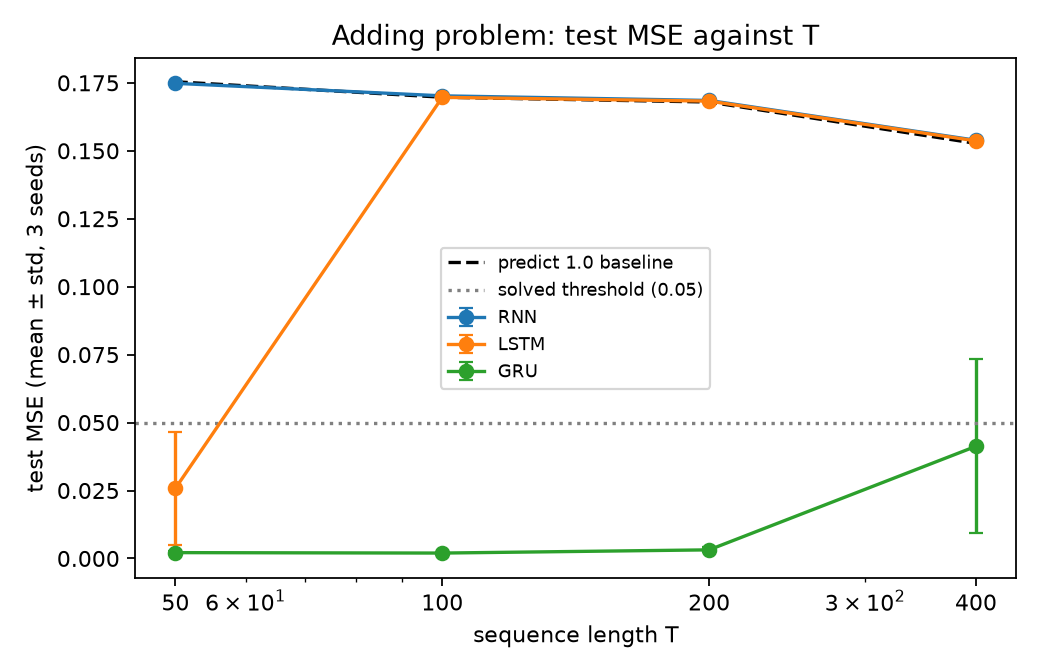 Adding problem: test MSE against T
test MSE (mean ± std, 3 seeds)
0.175
0.150
0.125
0.100
0.075
0.050
0.025
0.000
predict 1.0 baseline
solved threshold (0.05)
RNN
LSTM
GRU
50 6 × 10¹ 100 200 3 × 10² 400
sequence length T